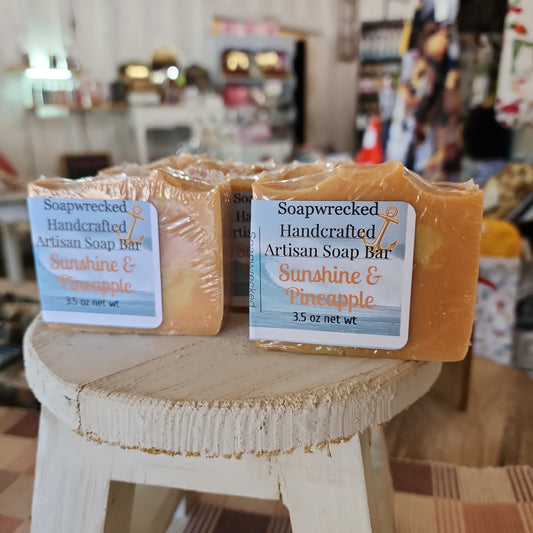 Soapwrecked
Handcrafted
Artisan Soap Bar
Sunshine &
Pineapple
3.5 oz net wt
Soapwrecked
Handcrafted
Artisan Soap Bar
Sunshine &
Pineapple
3.5 oz net wt
Soapwrecked